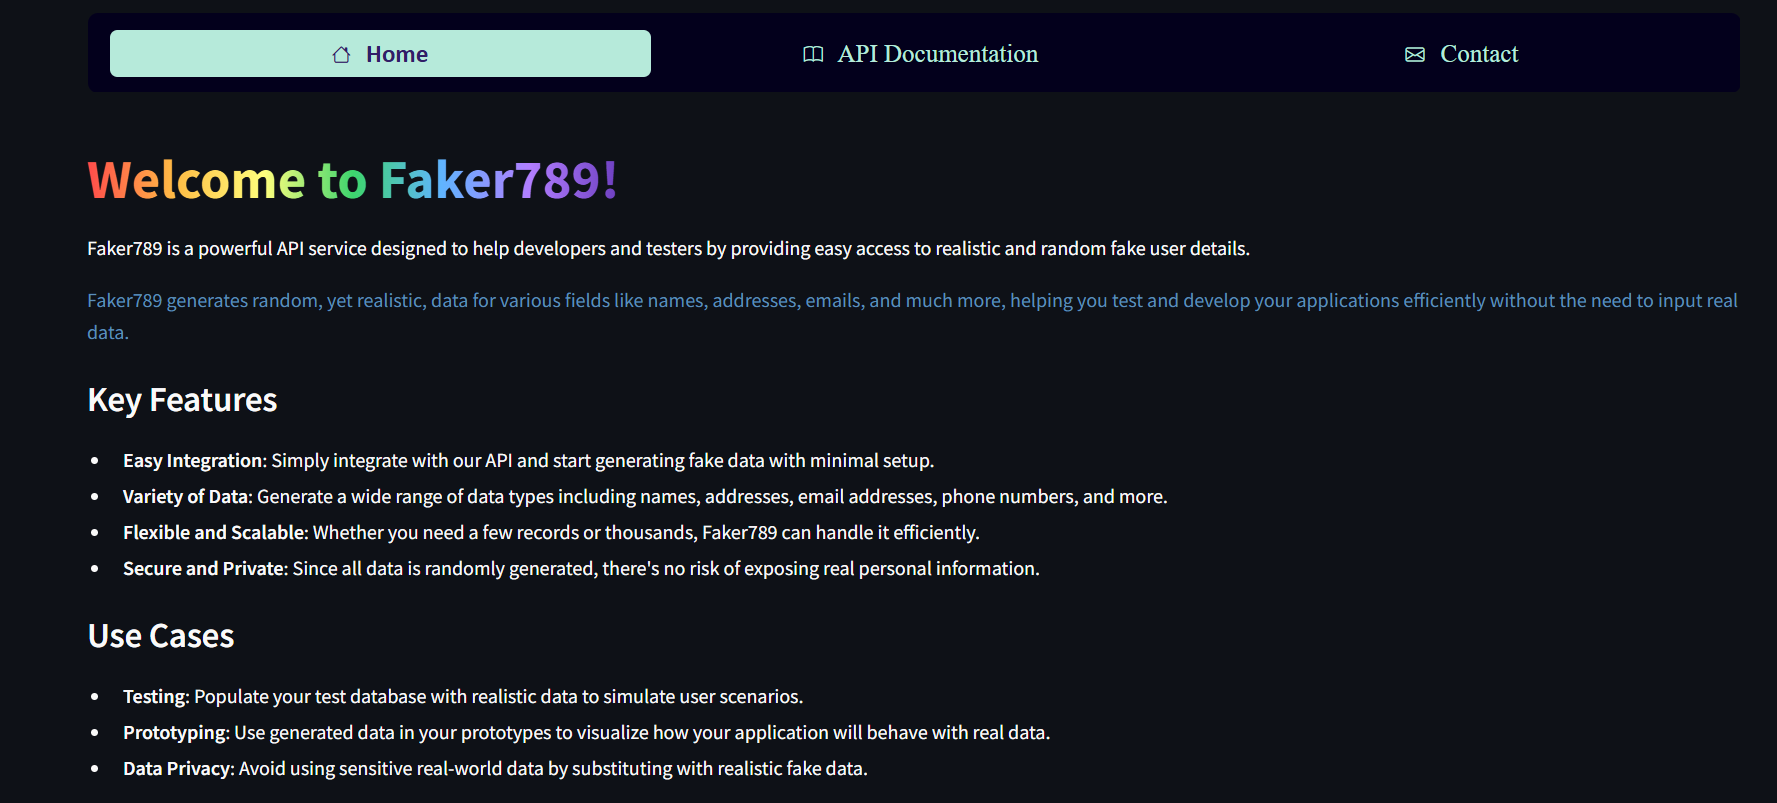 Home
API Documentation
Contact
Welcome to Faker789!
Faker789 is a powerful API service designed to help developers and testers by providing easy access to realistic and random fake user details.
Faker789 generates random, yet realistic, data for various fields like names, addresses, emails, and much more, helping you test and develop your applications efficiently without the need to input real
data.
Key Features
• Easy Integration: Simply integrate with our API and start generating fake data with minimal setup.
• Variety of Data: Generate a wide range of data types including names, addresses, email addresses, phone numbers, and more.
• Flexible and Scalable: Whether you need a few records or thousands, Faker789 can handle it efficiently.
• Secure and Private: Since all data is randomly generated, there's no risk of exposing real personal information.
Use Cases
• Testing: Populate your test database with realistic data to simulate user scenarios.
• Prototyping: Use generated data in your prototypes to visualize how your application will behave with real data.
• Data Privacy: Avoid using sensitive real-world data by substituting with realistic fake data.